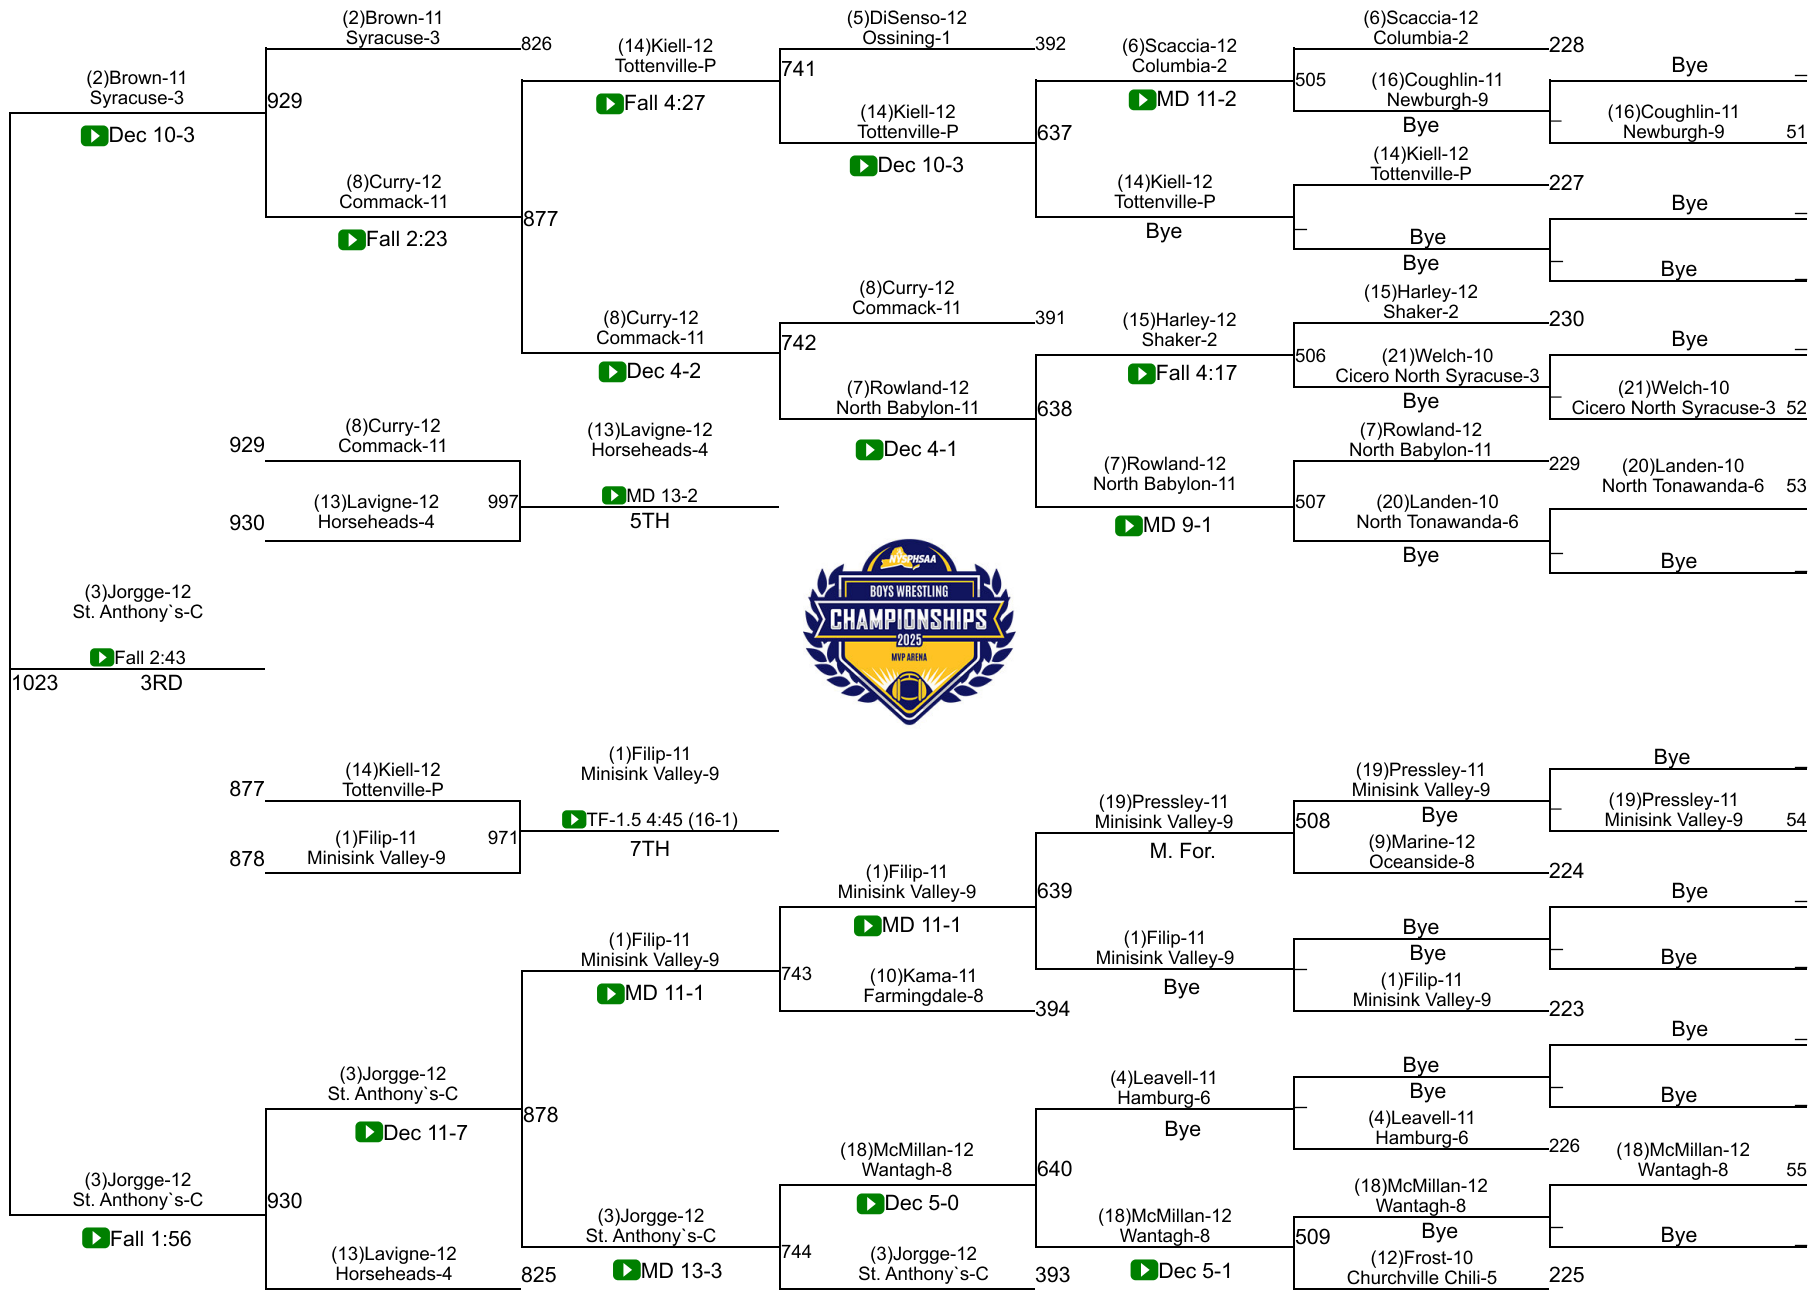 (2)Brown-11
Syracuse-3
826
(5)DiSenso-12
Ossining-1
392
(6)Scaccia-12
Columbia-2
228
(14)Kiell-12
Tottenville-P
741
(6)Scaccia-12
Columbia-2
505
(16)Coughlin-11
Newburgh-9
Bye
(2)Brown-11
Syracuse-3
929
Fall 4:27
MD 11-2
Bye
(16)Coughlin-11
Newburgh-9
51
Dec 10-3
(14)Kiell-12
Tottenville-P
637
Dec 10-3
(14)Kiell-12
Tottenville-P
227
(8)Curry-12
Commack-11
877
(14)Kiell-12
Tottenville-P
Bye
Bye
Bye
Bye
Bye
Fall 2:23
(8)Curry-12
Commack-11
391
(15)Harley-12
Shaker-2
230
(8)Curry-12
Commack-11
742
Dec 4-2
(15)Harley-12
Shaker-2
506
Fall 4:17
(21)Welch-10
Cicero North Syracuse-3
Bye
Bye
(21)Welch-10
Cicero North Syracuse-3
52
(7)Rowland-12
North Babylon-11
638
Dec 4-1
929
(8)Curry-12
Commack-11
(13)Lavigne-12
Horseheads-4
(7)Rowland-12
North Babylon-11
229
(20)Landen-10
North Tonawanda-6
53
(7)Rowland-12
North Babylon-11
507
MD 9-1
930
(13)Lavigne-12
Horseheads-4
997
MD 13-2
5TH
(20)Landen-10
North Tonawanda-6
Bye
Bye
NYSPHSAA
BOYS WRESTLING
CHAMPIONSHIPS
2025
MVP ARENA
(3)Jorgge-12
St. Anthony`s-C
Fall 2:43
1023
3RD
877
(14)Kiell-12
Tottenville-P
(1)Filip-11
Minisink Valley-9
878
(1)Filip-11
Minisink Valley-9
971
TF-1.5 4:45 (16-1)
7TH
(19)Pressley-11
Minisink Valley-9
508
M. For.
(19)Pressley-11
Minisink Valley-9
Bye
(9)Marine-12
Oceanside-8
224
Bye
(19)Pressley-11
Minisink Valley-9
54
(1)Filip-11
Minisink Valley-9
639
MD 11-1
(1)Filip-11
Minisink Valley-9
743
MD 11-1
(10)Kama-11
Farmingdale-8
394
(1)Filip-11
Minisink Valley-9
Bye
Bye
Bye
(1)Filip-11
Minisink Valley-9
223
Bye
Bye
(3)Jorgge-12
St. Anthony`s-C
878
Dec 11-7
(4)Leavell-11
Hamburg-6
Bye
Bye
Bye
(4)Leavell-11
Hamburg-6
226
Bye
Bye
(3)Jorgge-12
St. Anthony`s-C
930
Fall 1:56
(18)McMillan-12
Wantagh-8
640
Dec 5-0
(18)McMillan-12
Wantagh-8
55
(3)Jorgge-12
St. Anthony`s-C
744
MD 13-3
(18)McMillan-12
Wantagh-8
509
Dec 5-1
(18)McMillan-12
Wantagh-8
Bye
Bye
(13)Lavigne-12
Horseheads-4
825
(3)Jorgge-12
St. Anthony`s-C
393
(12)Frost-10
Churchville Chili-5
225